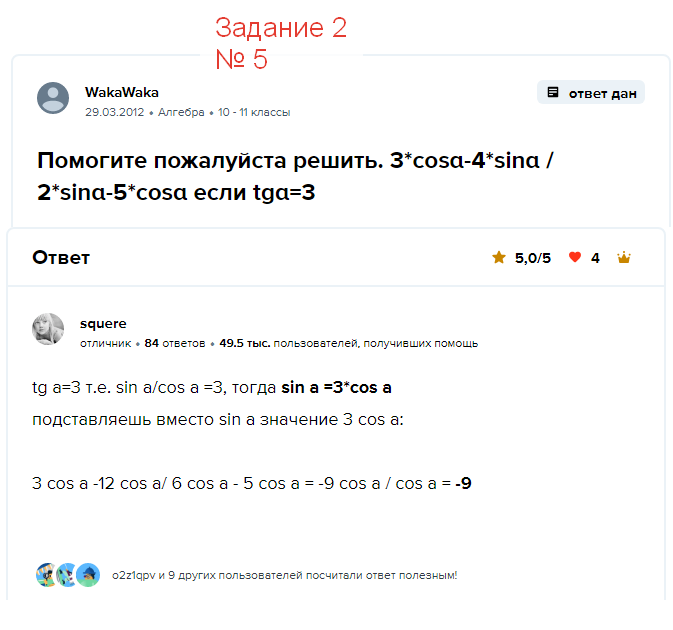 Задание 2
№ 5
WakaWaka
29.03.2012 • Алгебра • 10 - 11 классы
ответ дан
Помогите пожалуйста решить. 3*cosα-4*sinα /
2*sinα-5*cosα если tgα=3
Ответ
5,0/5
4
squere
отличник • 84 ответов • 49.5 тыс. пользователей, получивших помощь
tg a=3 т.е. sin a/cos a =3, тогда sin a =3*cos a
подставляешь вместо sin a значение 3 cos a:
3 cos a -12 cos a/ 6 cos a - 5 cos a = -9 cos a / cos a = -9
o2z1qpv и 9 других пользователей посчитали ответ полезным!